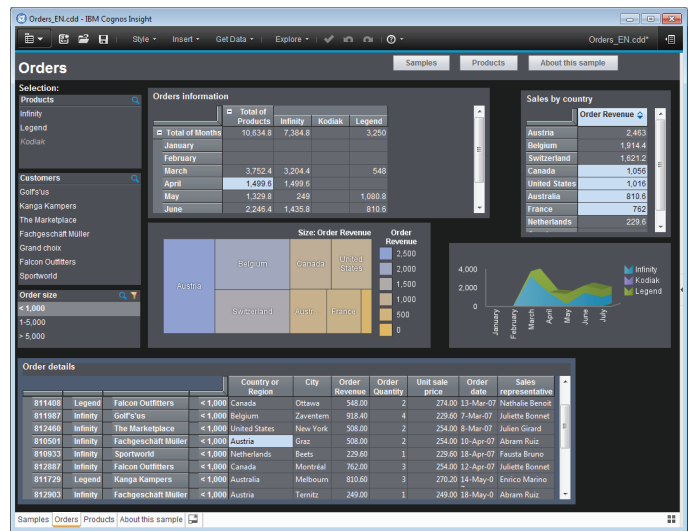 Orders_EN.cdd - IBM Cognos Insight
Style Insert Get Data Explore Orders_EN.cdd*
Orders Samples Products About this sample
Selection:
Products
Infinity
Legend
Kodiak
Customers
Golf'sus
Kanga Kampers
The Marketplace
Fachgeschäft Müller
Grand choix
Falcon Outfitters
Sportworld
Order size
< 1,000
1-5,000
> 5,000
Orders information
Total of Products Infinity Kodiak Legend
Total of Months 10,634.8 7,384.8 3,250
January
February
March 3,752.4 3,204.4 548
April 1,499.6 1,499.6
May 1,329.8 249 1,080.8
June 2,246.4 1,435.8 810.6
Sales by country
Order Revenue
Austria 2,463
Belgium 1,914.4
Switzerland 1,621.2
Canada 1,056
United States 1,016
Australia 810.6
France 762
Netherlands 229.6
Size: Order Revenue
Order
Revenue
2,500
2,000
1,500
1,000
500
0
Austria
Belgium
Canada
United
States
Switzerland
Austr
France
4,000
2,000
0
January
February
March
April
May
June
July
Infinity
Kodiak
Legend
Order details
Country or Region City Order Revenue Order Quantity Unit sale price Order date Sales representative
811408 Legend Falcon Outfitters < 1,000 Canada Ottawa 548.00 2 274.00 13-Mar-07 Nathalie Benoit
811987 Infinity Golf'sus < 1,000 Belgium Zaventem 918.40 4 229.60 7-Mar-07 Juliette Bonnet
812460 Infinity The Marketplace < 1,000 United States New York 508.00 2 254.00 8-Mar-07 Julien Girard
810501 Infinity Fachgeschäft Müller < 1,000 Austria Graz 508.00 2 254.00 10-Apr-07 Abram Ruiz
810933 Infinity Sportworld < 1,000 Netherlands Beets 229.60 1 229.60 18-Apr-07 Fausta Bruno
812887 Infinity Falcon Outfitters < 1,000 Canada Montréal 762.00 3 254.00 12-Apr-07 Juliette Bonnet
811729 Legend Kanga Kampers < 1,000 Australia Melbourn 810.60 3 270.20 14-May-0 Enrico Marino
812903 Infinity Fachgeschäft Müller < 1,000 Austria Ternitz 249.00 1 249.00 18-May-0 Abram Ruiz
Samples Orders Products About this sample